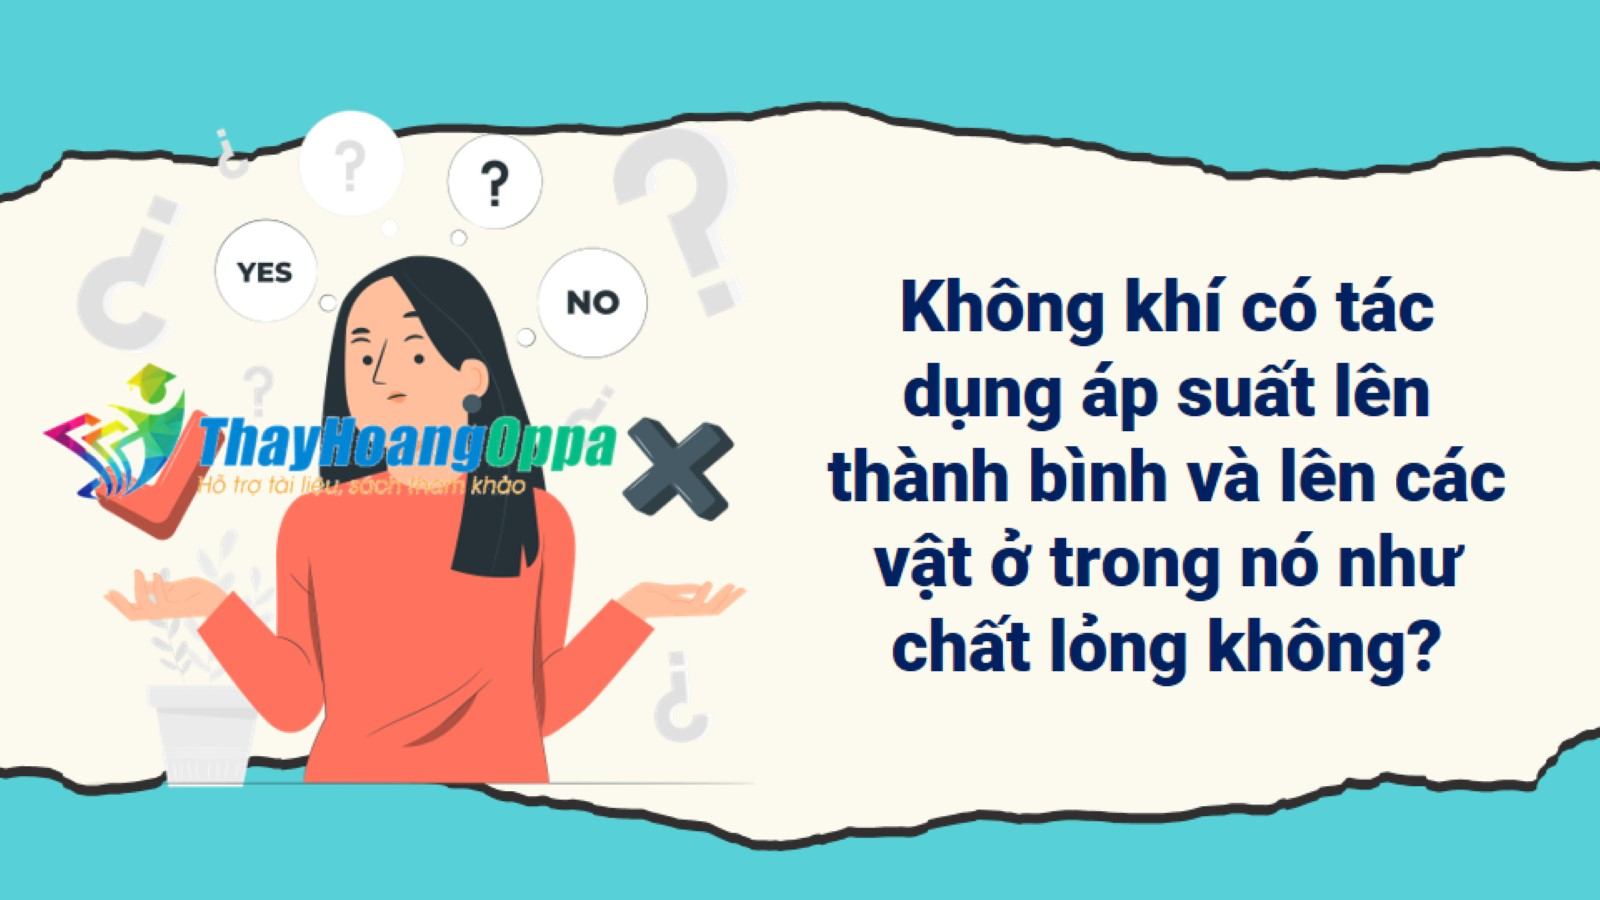 ?
?
YES
NO
ThayHoangOppa
Hỗ trợ tài liệu, sách tham khảo
Không khí có tác
dụng áp suất lên
thành bình và lên các
vật ở trong nó như
chất lỏng không?